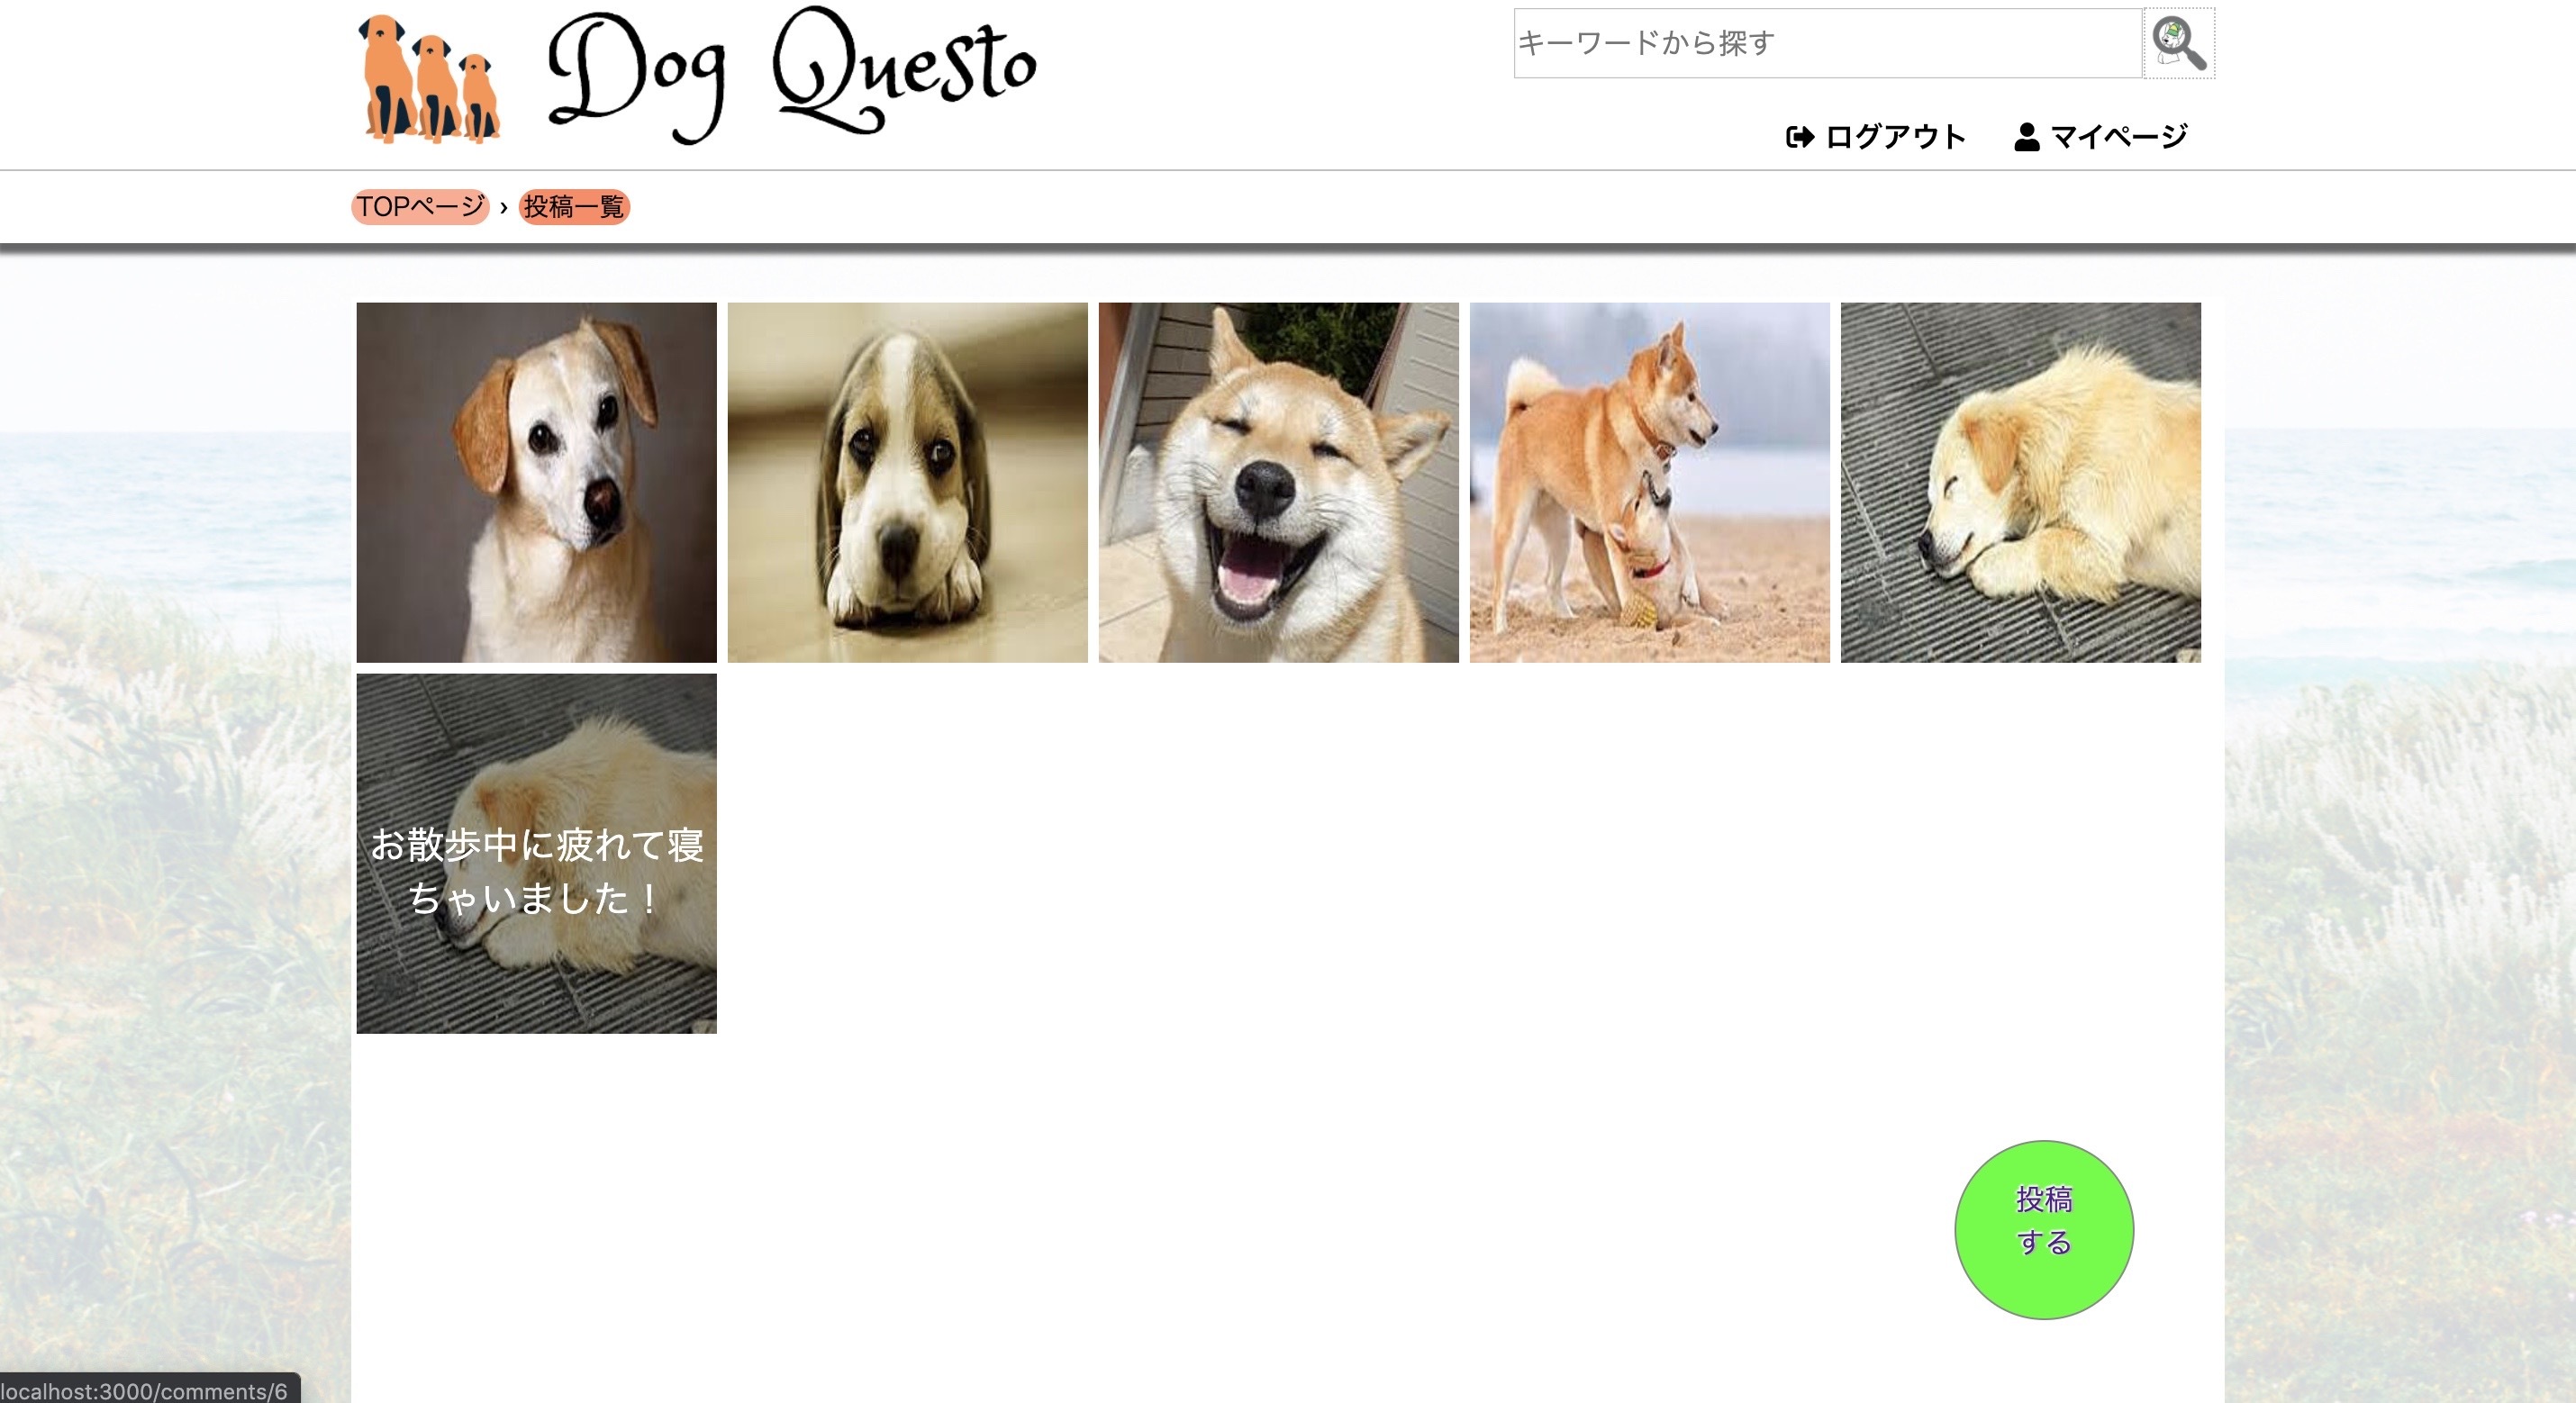 Dog Questo
キーワードから探す
ログアウト
マイページ
TOPページ › 投稿一覧
お散歩中に疲れて寝
ちゃいました！
投稿
する
localhost:3000/comments/6